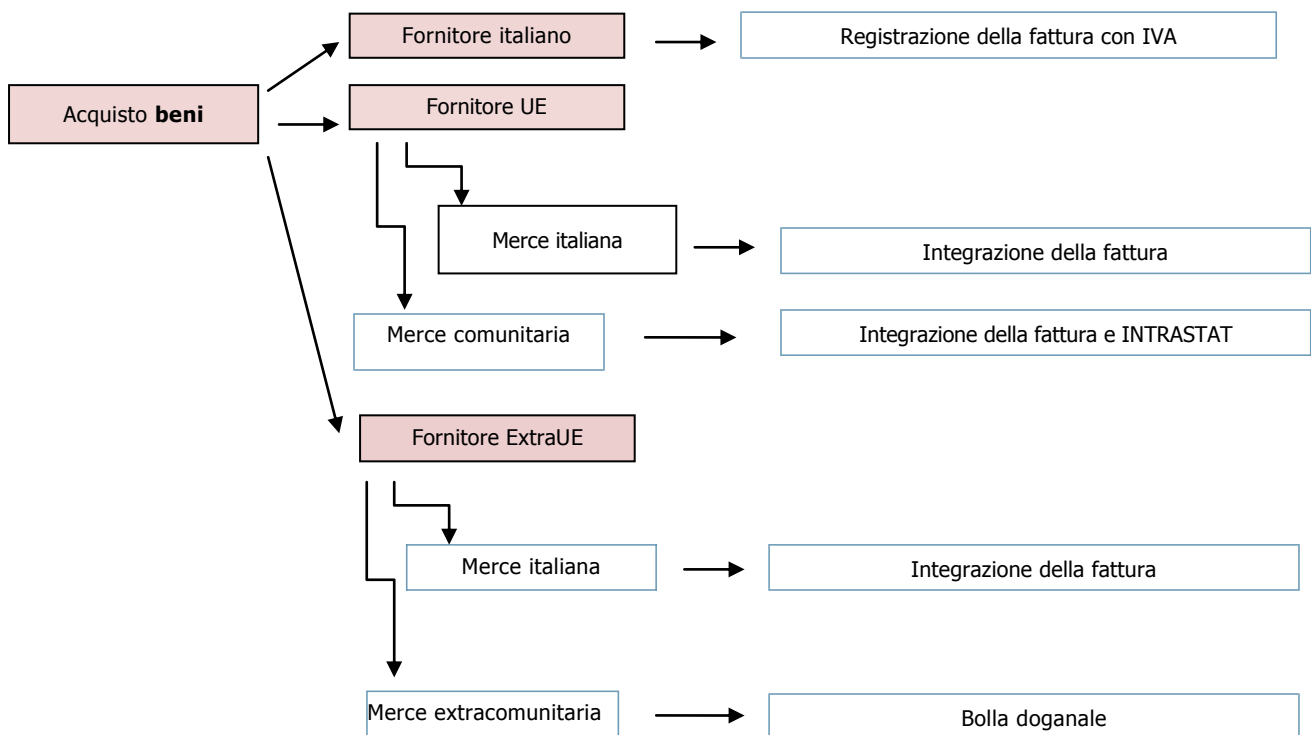 Fornitore italiano
Registrazione della fattura con IVA
Acquisto beni
Fornitore UE
Merce italiana
Integrazione della fattura
Merce comunitaria
Integrazione della fattura e INTRASTAT
Fornitore ExtraUE
Merce italiana
Integrazione della fattura
Merce extracomunitaria
Bolla doganale